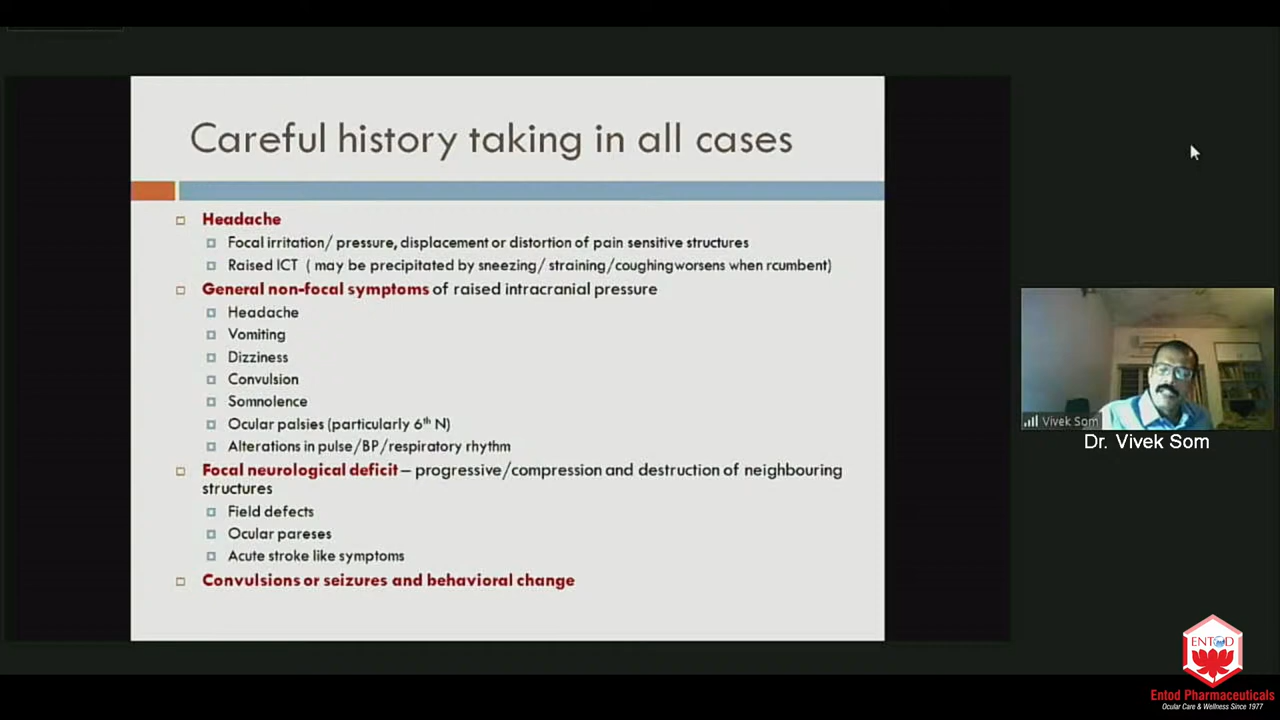 Careful history taking in all cases
Headache
Focal irritation/ pressure, displacement or distortion of pain sensitive structures
Raised ICT ( may be precipitated by sneezing/ straining/coughingworsens when rcumbent)
General non-focal symptoms of raised intracranial pressure
Headache
Vomiting
Dizziness
Convulsion
Somnolence
Ocular palsies (particularly 6th N)
Alterations in pulse/BP/respiratory rhythm
Focal neurological deficit – progressive/compression and destruction of neighbouring
structures
Field defects
Ocular pareses
Acute stroke like symptoms
Convulsions or seizures and behavioral change
Vivek Som
Dr. Vivek Som
ENTOD
Entod Pharmaceuticals
Ocular Care & Wellness Since 1977